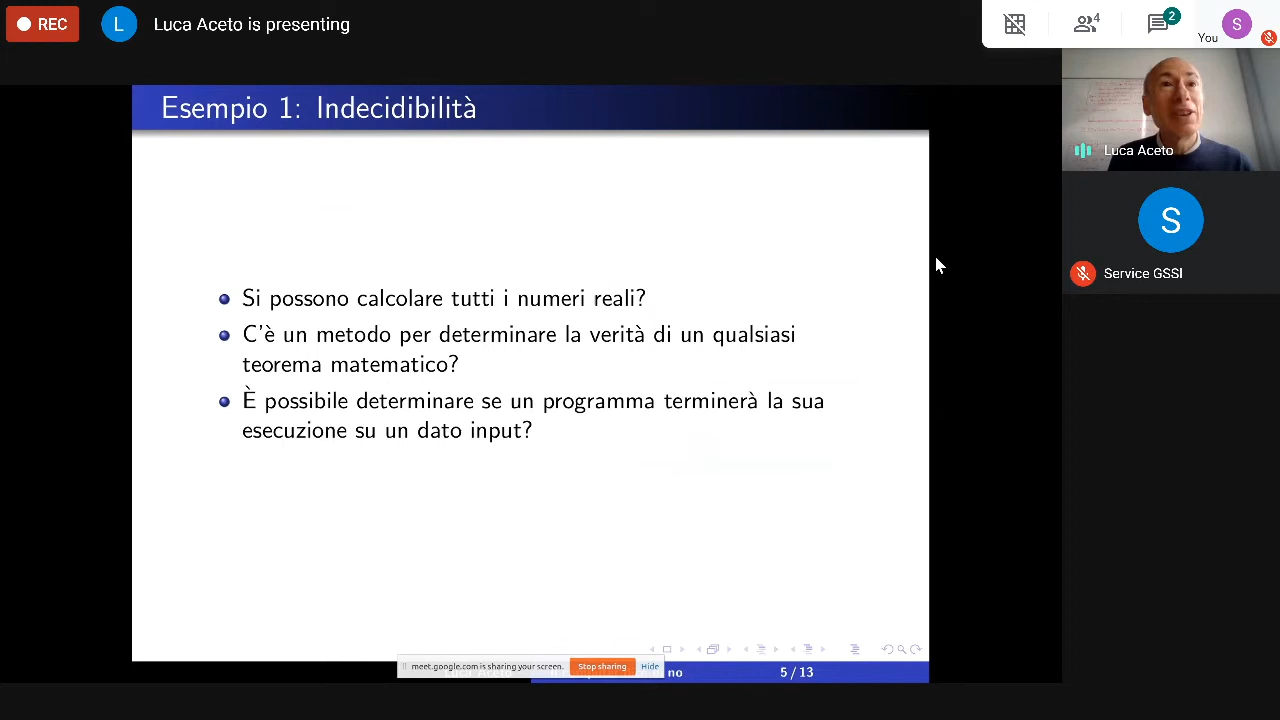 REC
L
Luca Aceto is presenting
4
2
You
S
Esempio 1: Indecidibilità
Luca Aceto
S
Service GSSI
Si possono calcolare tutti i numeri reali?
C'è un metodo per determinare la verità di un qualsiasi
teorema matematico?
È possibile determinare se un programma terminerà la sua
esecuzione su un dato input?
meet.google.com is sharing your screen.
Stop sharing
Hide
Luca Aceto
no
5 / 13